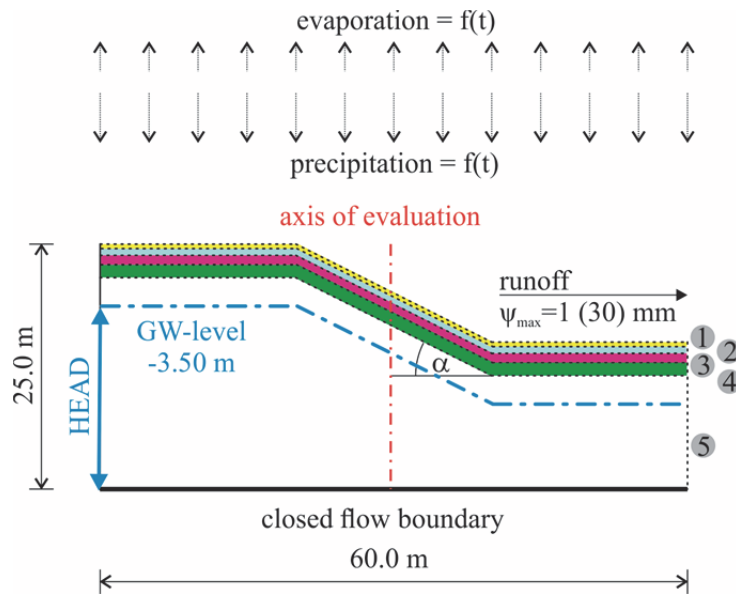 evaporation = f(t)
precipitation = f(t)
axis of evaluation
runoff
ψmax=1 (30) mm
GW-level
-3.50 m
α
1
2
3
4
5
25.0 m
HEAD
closed flow boundary
60.0 m